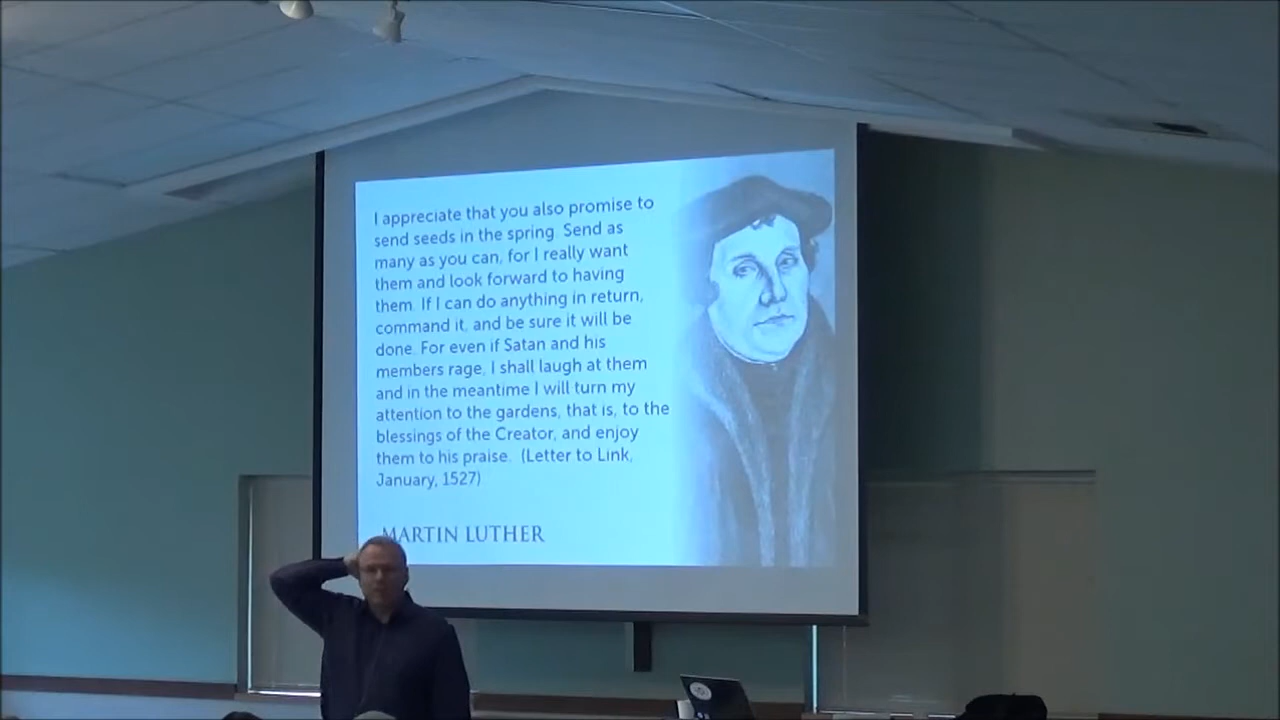 I appreciate that you also promise to
send seeds in the spring. Send as
many as you can, for I really want
them and look forward to having
them. If I can do anything in return,
command it, and be sure it will be
done. For even if Satan and his
members rage, I shall laugh at them
and in the meantime I will turn my
attention to the gardens, that is, to the
blessings of the Creator, and enjoy
them to his praise. (Letter to Link,
January, 1527)
MARTIN LUTHER